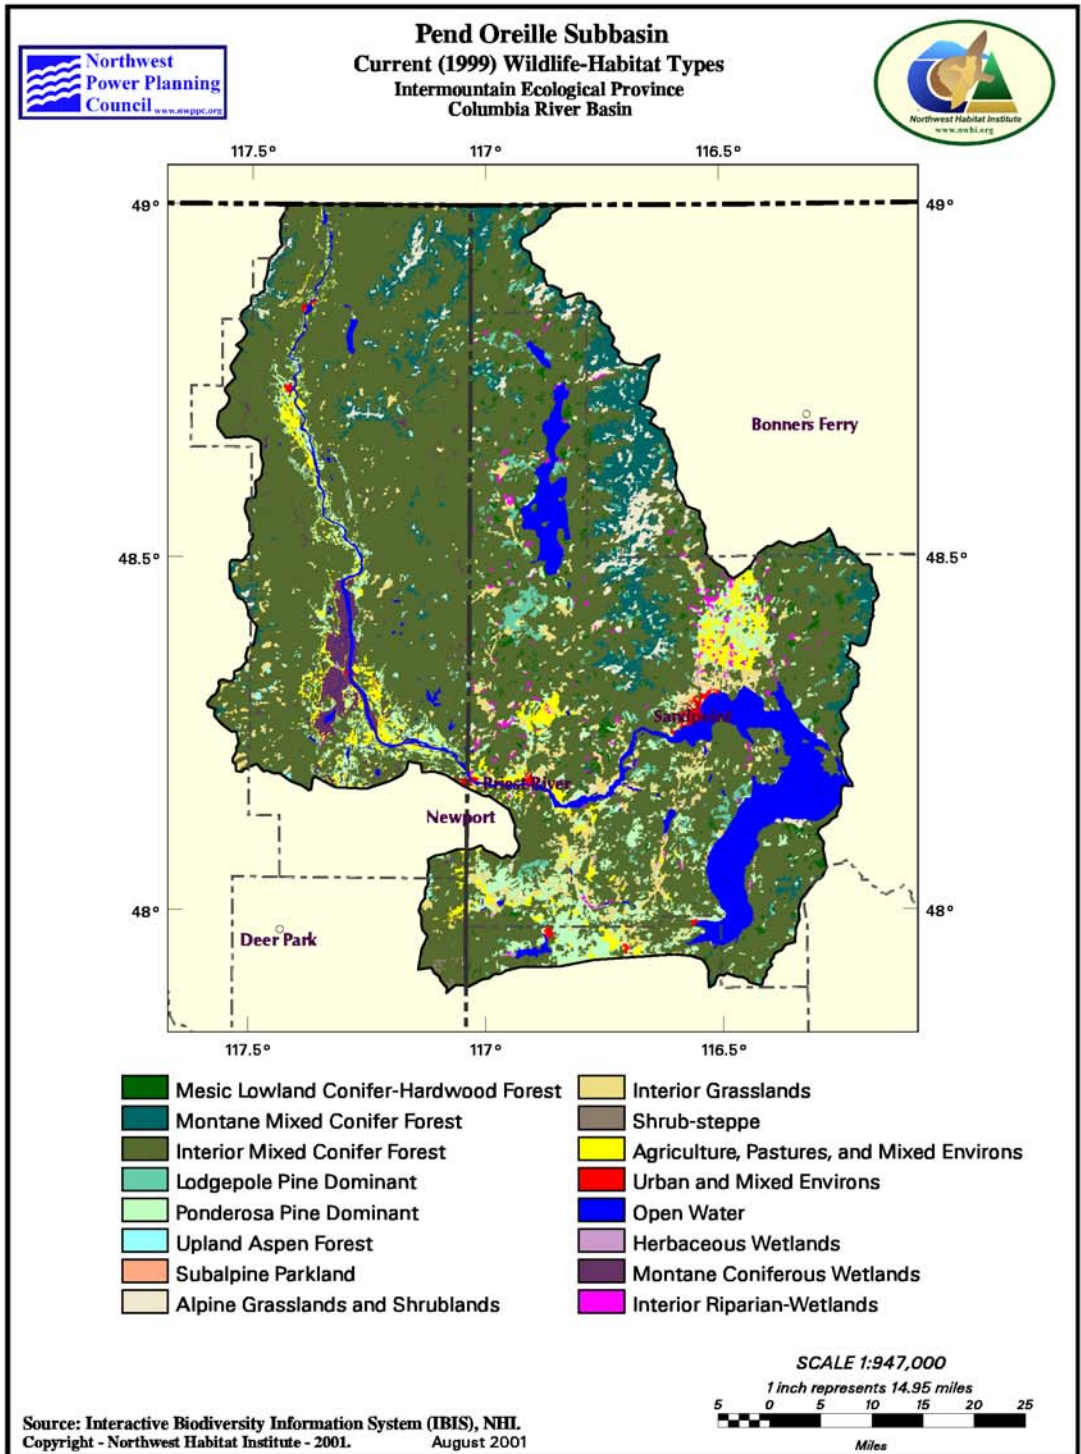 Pend Oreille Subbasin
Current (1999) Wildlife-Habitat Types
Intermountain Ecological Province
Columbia River Basin
Northwest
Power Planning
Council www.nwppc.org
Northwest Habitat Institute
www.nwhi.org
117.5°
117°
116.5°
49°
49°
Bonners Ferry
48.5°
48.5°
Sandpoint
Priest River
Newport
48°
48°
Deer Park
117.5°
117°
116.5°
Mesic Lowland Conifer-Hardwood Forest
Montane Mixed Conifer Forest
Interior Mixed Conifer Forest
Lodgepole Pine Dominant
Ponderosa Pine Dominant
Upland Aspen Forest
Subalpine Parkland
Alpine Grasslands and Shrublands
Interior Grasslands
Shrub-steppe
Agriculture, Pastures, and Mixed Environs
Urban and Mixed Environs
Open Water
Herbaceous Wetlands
Montane Coniferous Wetlands
Interior Riparian-Wetlands
SCALE 1:947,000
1 inch represents 14.95 miles
5 0 5 10 15 20 25
Miles
Source: Interactive Biodiversity Information System (IBIS), NHI.
Copyright - Northwest Habitat Institute - 2001. August 2001